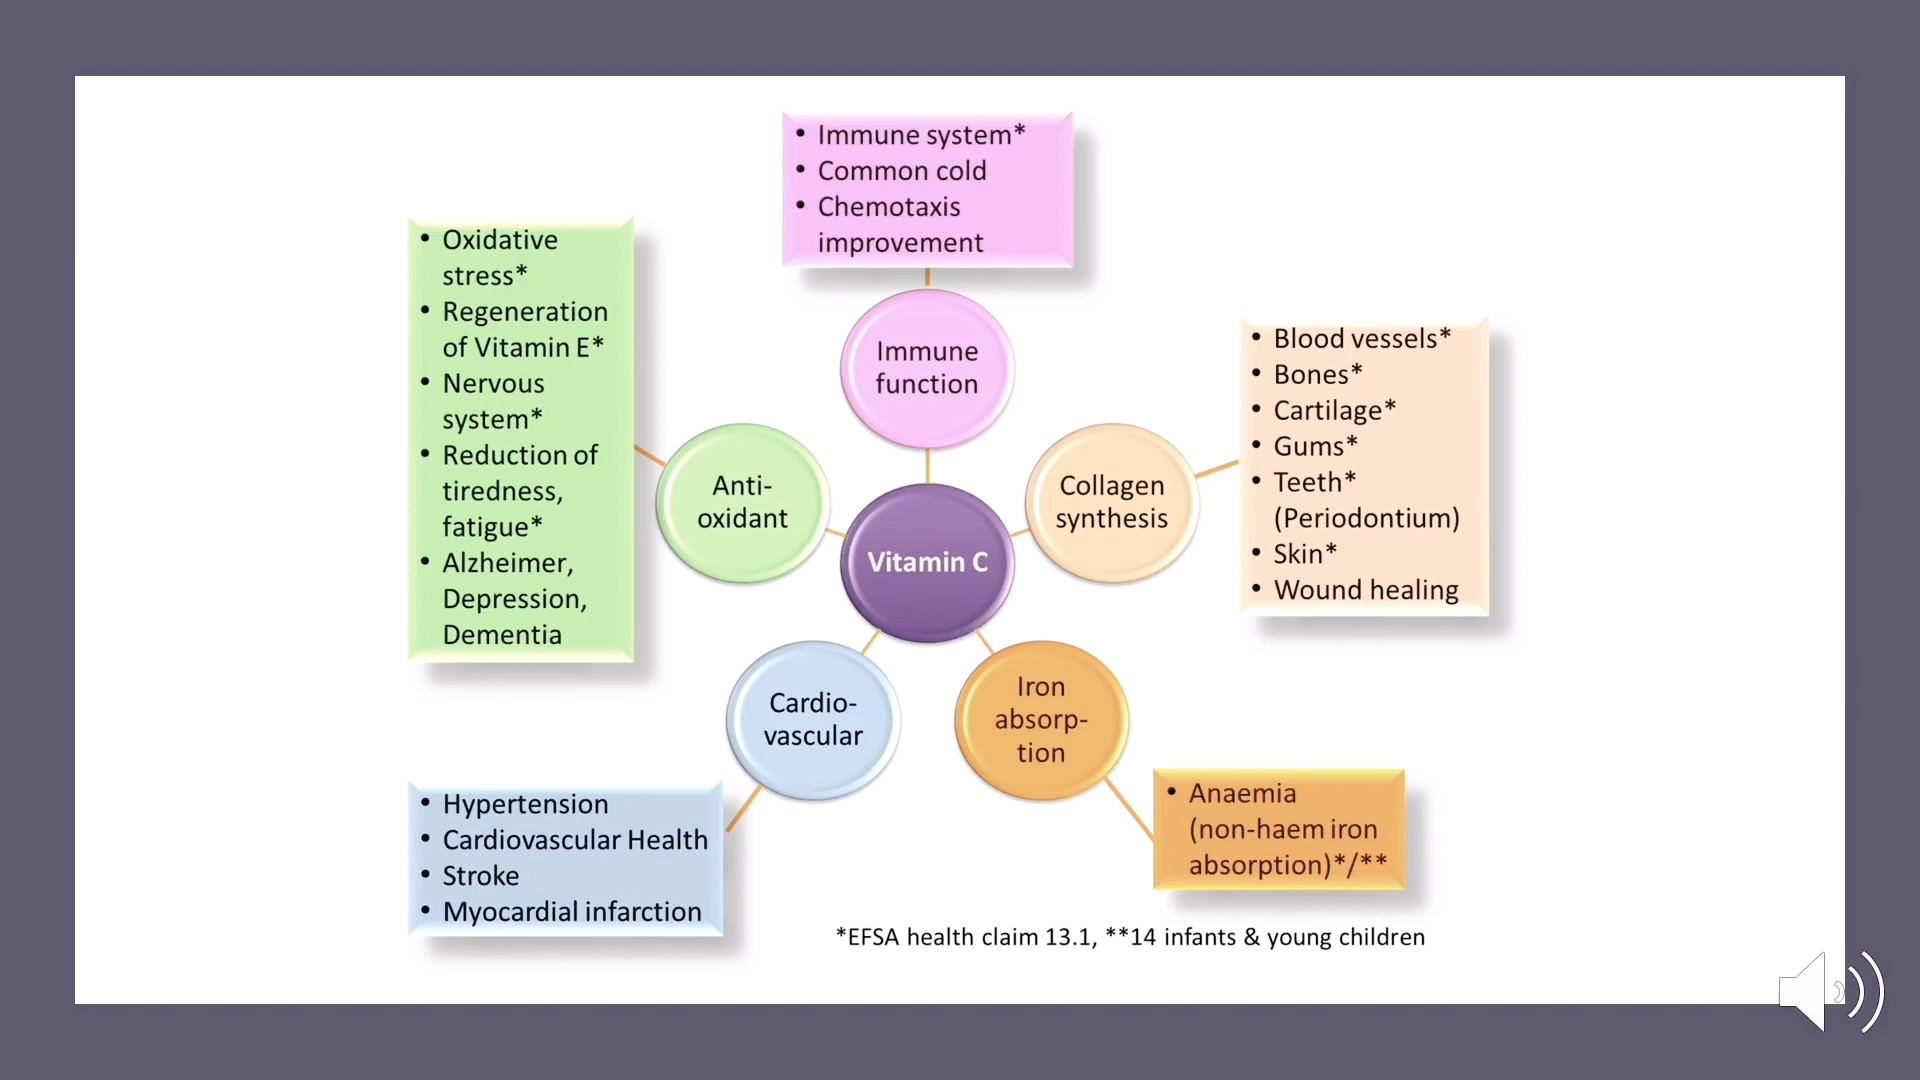 • Immune system*
• Common cold
• Chemotaxis
improvement
• Oxidative
stress*
• Regeneration
of Vitamin E*
• Nervous
system*
• Reduction of
tiredness,
fatigue*
• Alzheimer,
Depression,
Dementia
Immune
function
• Blood vessels*
• Bones*
• Cartilage*
• Gums*
• Teeth*
(Periodontium)
• Skin*
• Wound healing
Anti-
oxidant
Collagen
synthesis
Vitamin C
Cardio-
vascular
Iron
absorp-
tion
• Hypertension
• Cardiovascular Health
• Stroke
• Myocardial infarction
• Anaemia
(non-haem iron
absorption)*/**
*EFSA health claim 13.1, **14 infants & young children